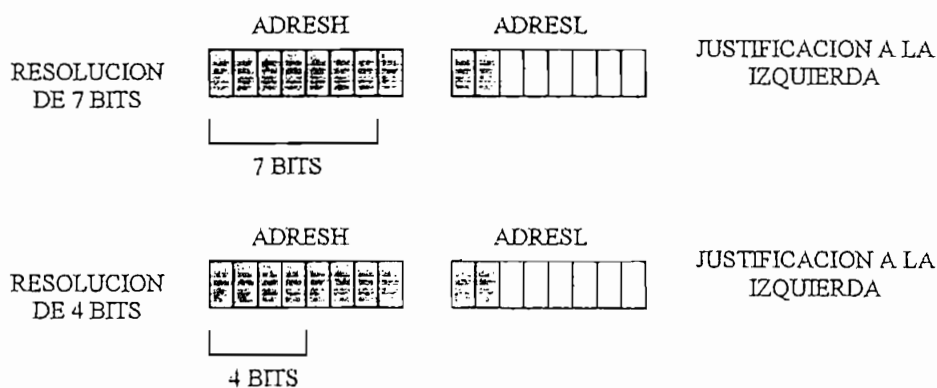 ADRESH
ADRESL
JUSTIFICACION A LA
IZQUIERDA
RESOLUCION
DE 7 BITS
7 BITS
ADRESH
ADRESL
JUSTIFICACION A LA
IZQUIERDA
RESOLUCION
DE 4 BITS
4 BITS